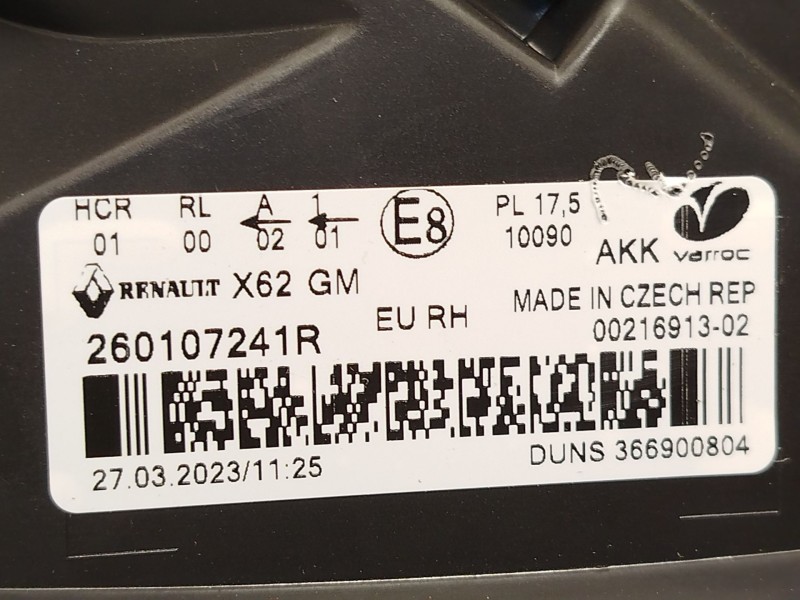 HCR RL A 1 E8 PL 17,5
01 00 02 01 10090 AKK varroc
RENAULT X62 GM
EU RH MADE IN CZECH REP
260107241R 00216913-02
27.03.2023/11:25 DUNS 366900804